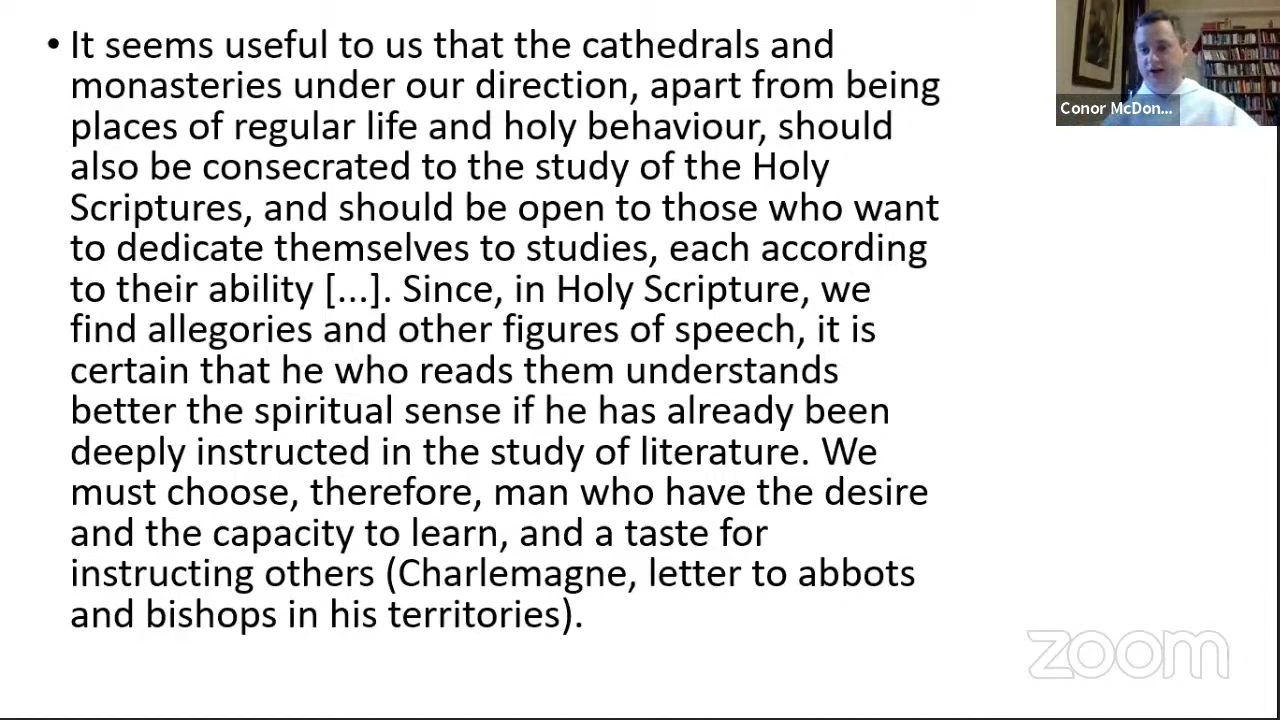 • It seems useful to us that the cathedrals and
monasteries under our direction, apart from being
places of regular life and holy behaviour, should
also be consecrated to the study of the Holy
Scriptures, and should be open to those who want
to dedicate themselves to studies, each according
to their ability [...]. Since, in Holy Scripture, we
find allegories and other figures of speech, it is
certain that he who reads them understands
better the spiritual sense if he has already been
deeply instructed in the study of literature. We
must choose, therefore, man who have the desire
and the capacity to learn, and a taste for
instructing others (Charlemagne, letter to abbots
and bishops in his territories).
Conor McDon...
zoom